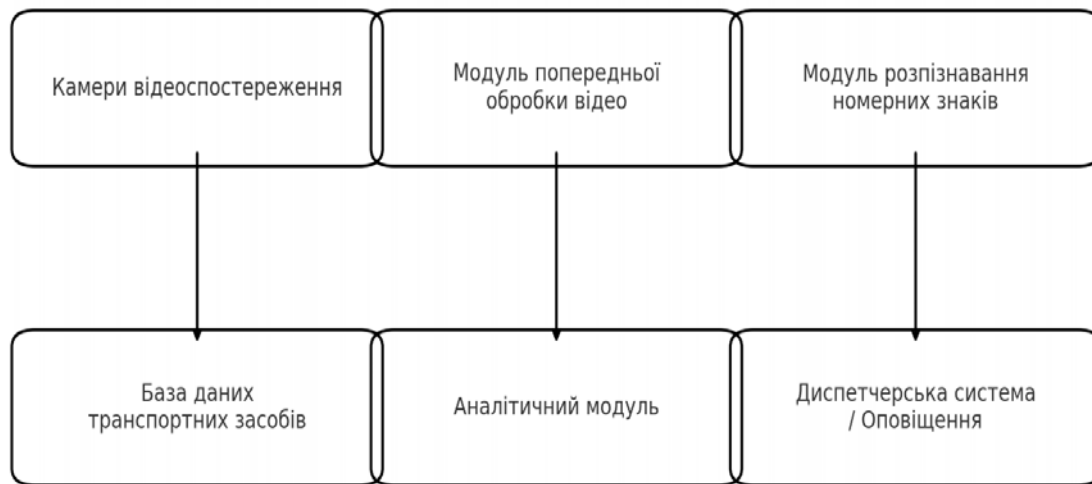 Камери відеоспостереження
Модуль попередньої
обробки відео
Модуль розпізнавання
номерних знаків
База даних
транспортних засобів
Аналітичний модуль
Диспетчерська система
/ Оповіщення